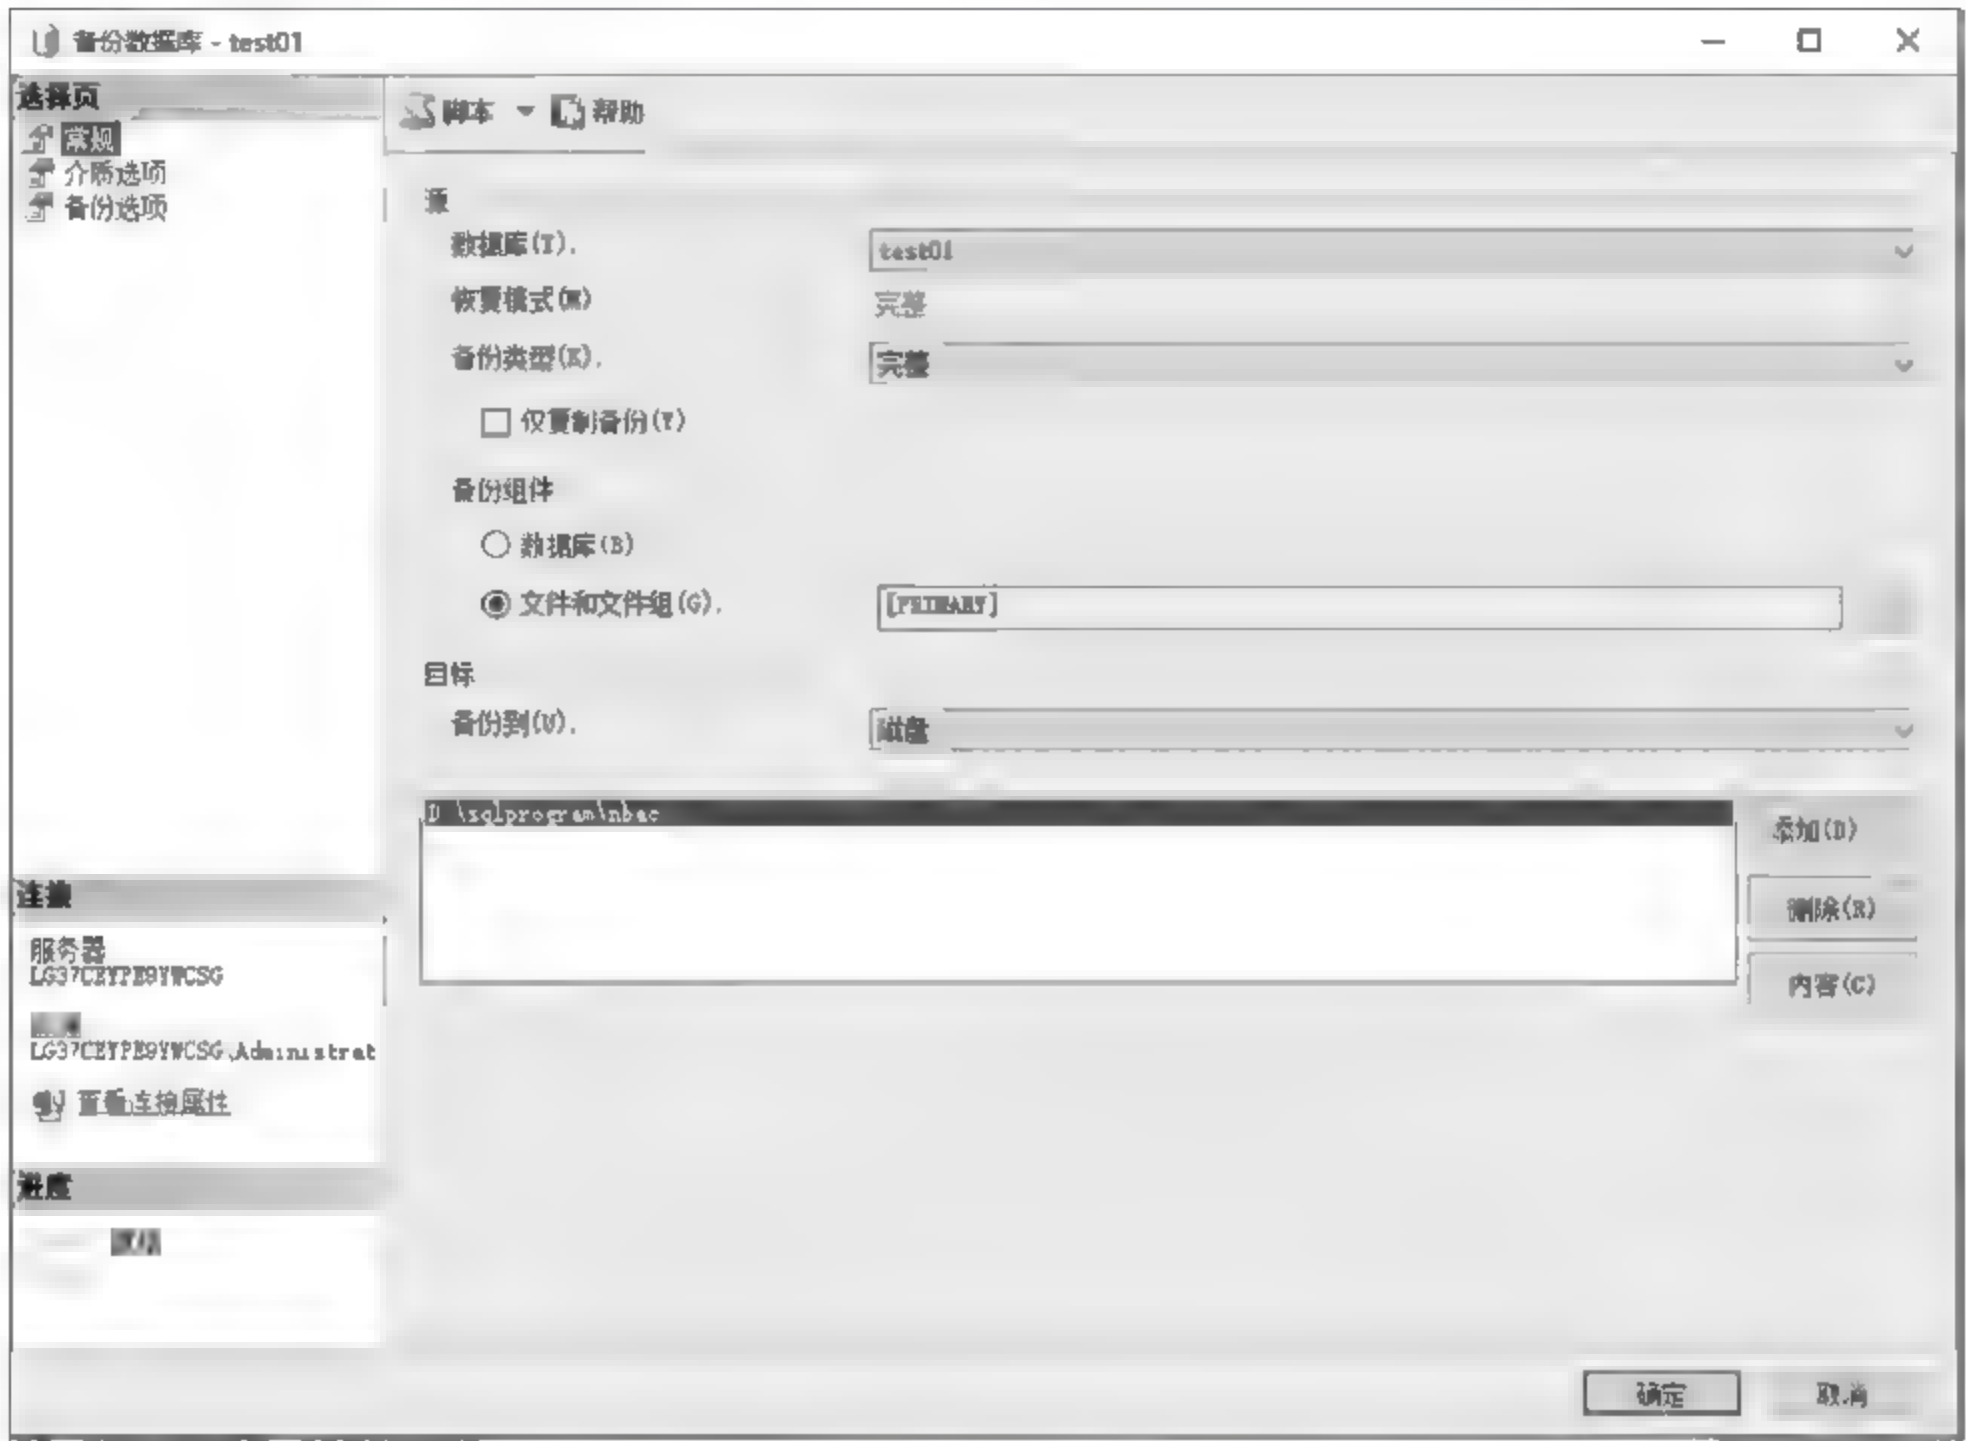 备份数据库 - test01
选择页
常规
介质选项
备份选项
脚本 帮助
源
数据库(T).
test01
恢复模式(M)
完整
备份类型(K).
完整
仅复制备份(Y)
备份组件
数据库(B)
文件和文件组(G).
[PRIMARY]
目标
备份到(U).
磁盘
D \sqlprogram\nbac
添加(D)
删除(R)
内容(C)
连接
服务器
查看连接属性
进度
确定
取消